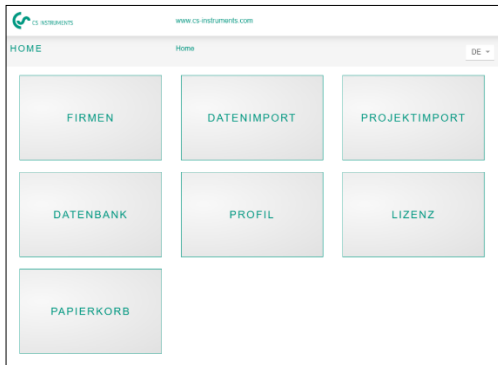 CS INSTRUMENTS
www.cs-instruments.com
HOME
Home
DE
FIRMEN
DATENIMPORT
PROJEKTIMPORT
DATENBANK
PROFIL
LIZENZ
PAPIERKORB